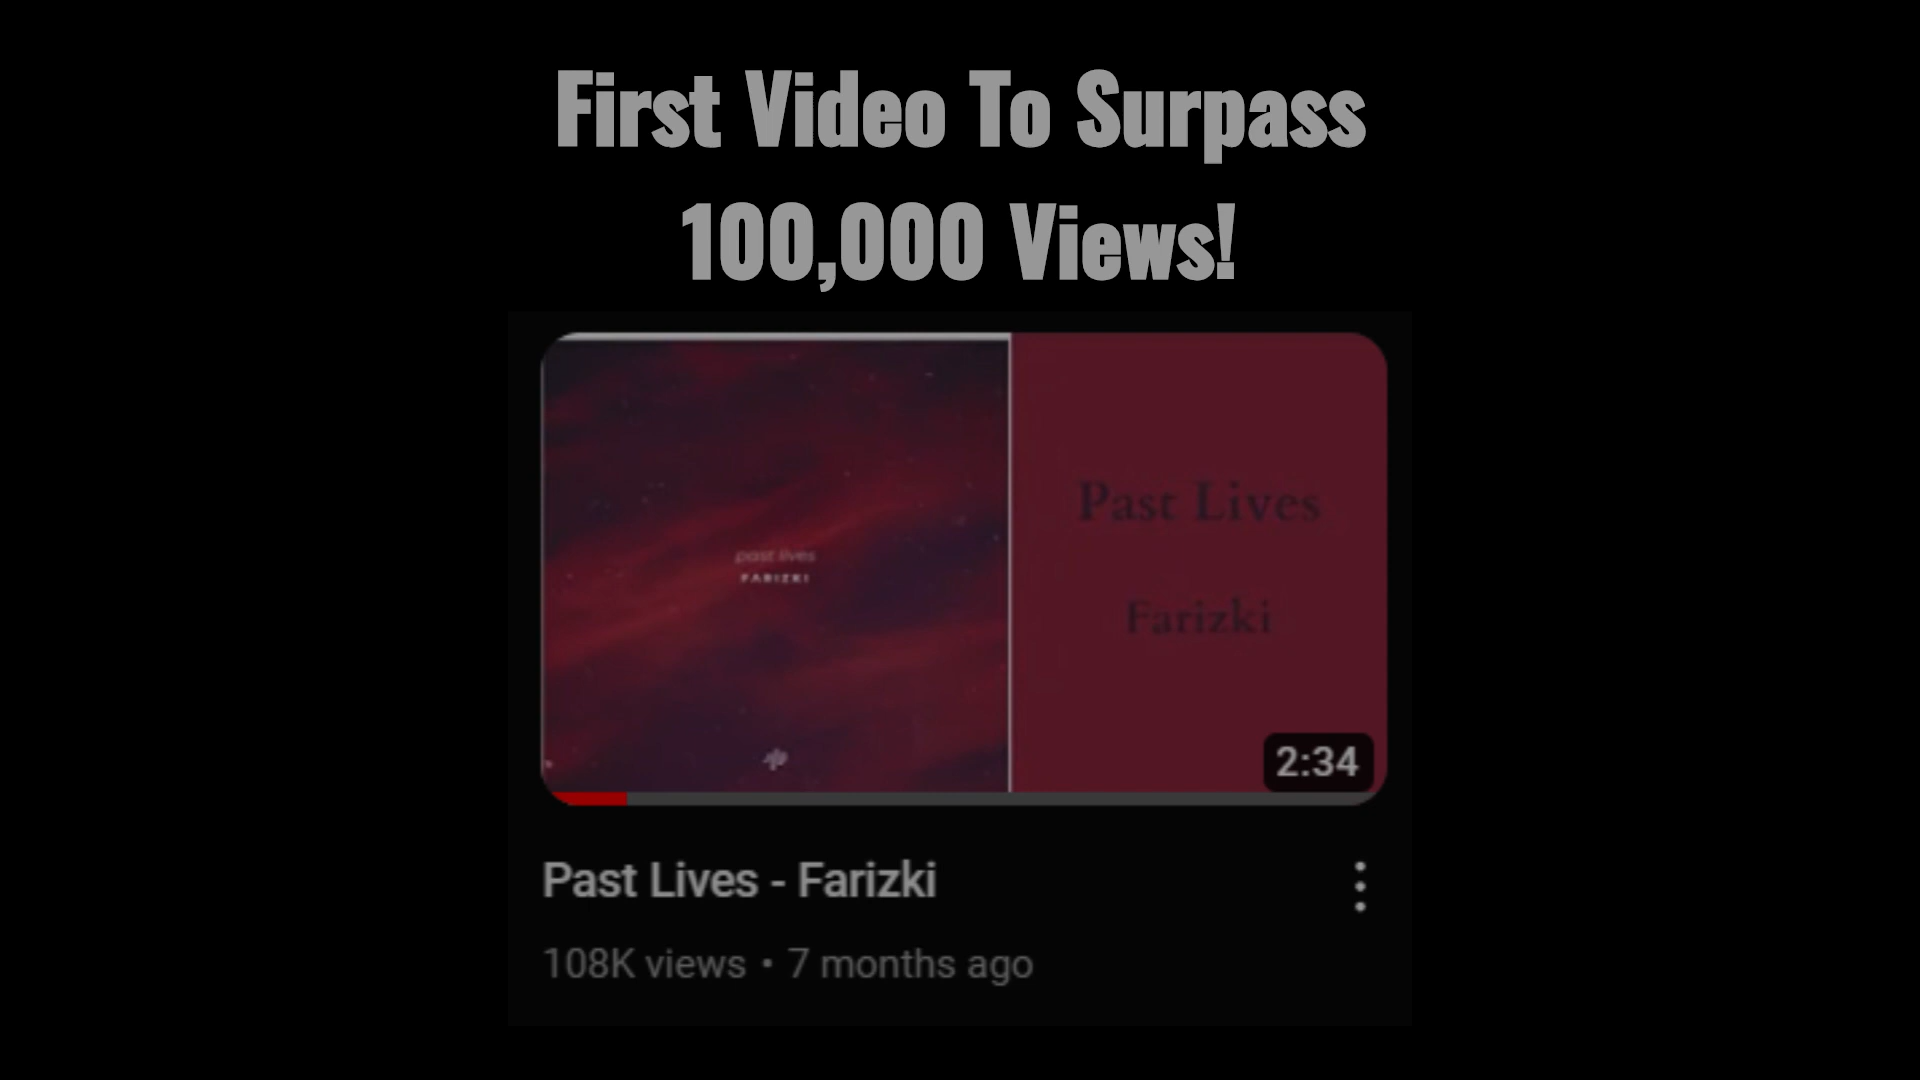 First Video To Surpass
100,000 Views!
past lives
FARIZKI
Past Lives
Farizki
2:34
Past Lives - Farizki
108K views • 7 months ago